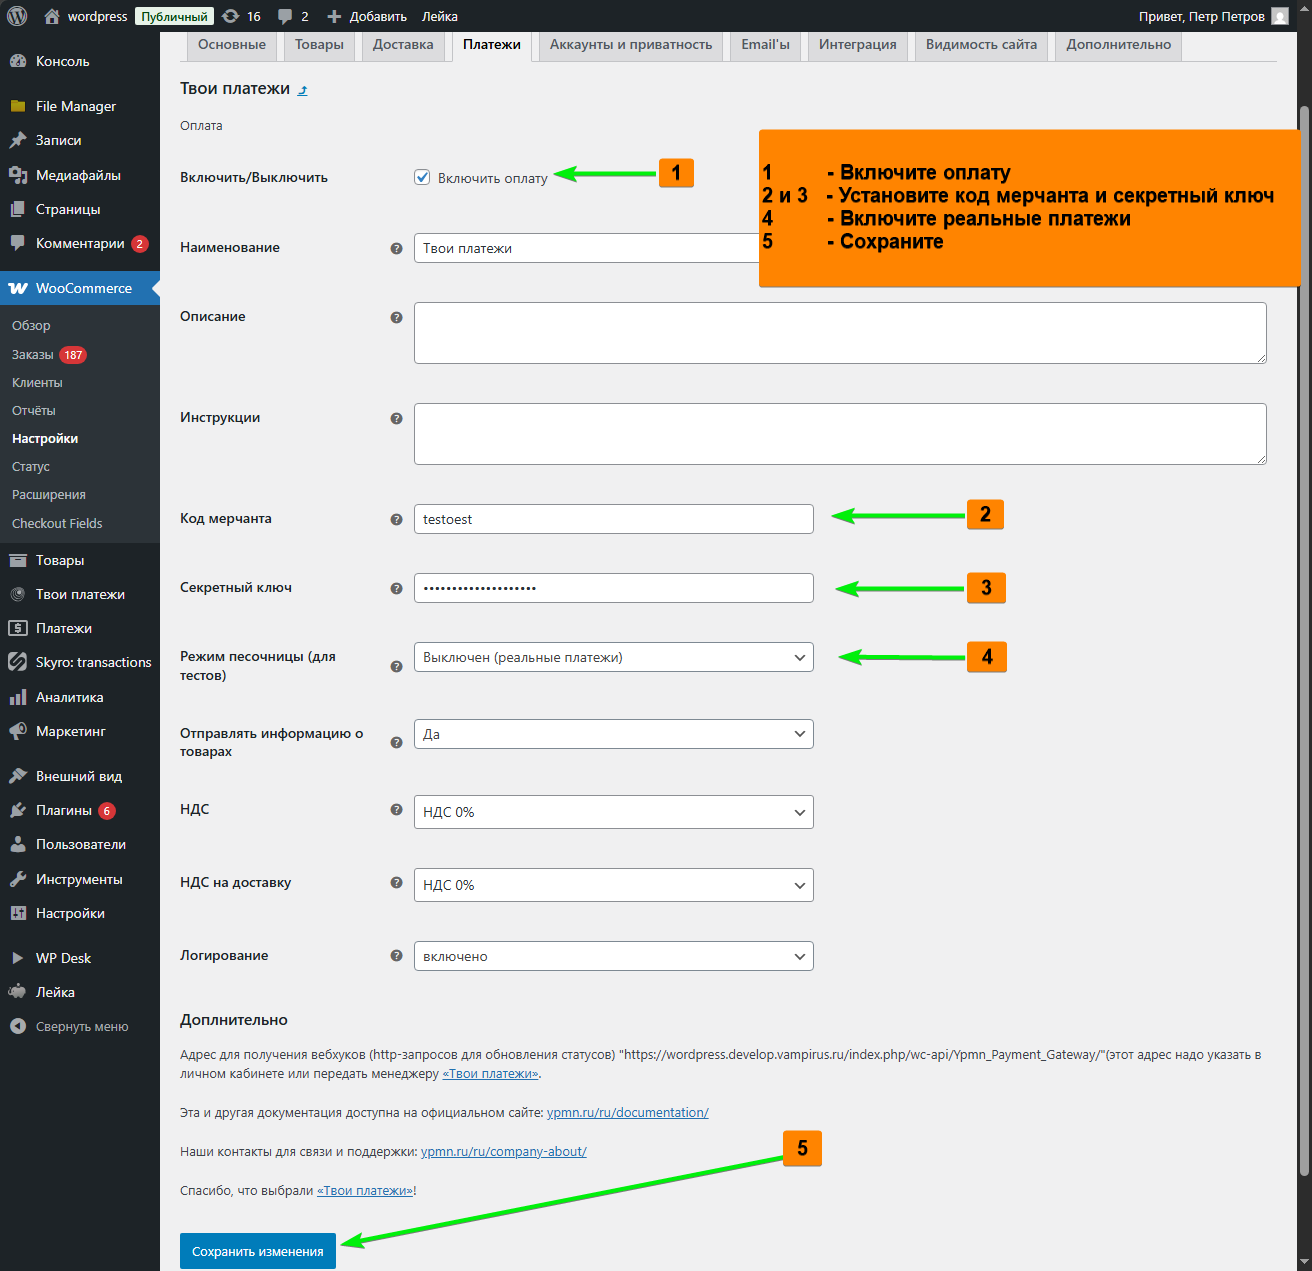 wordpress Публичный 16 2 Добавить Лейка Привет, Петр Петров
Основные Товары Доставка Платежи Аккаунты и приватность Email'ы Интеграция Видимость сайта Дополнительно
Консоль
File Manager
Записи
Медиафайлы
Страницы
Комментарии 2
WooCommerce
Обзор
Заказы 187
Клиенты
Отчёты
Настройки
Статус
Расширения
Checkout Fields
Товары
Твои платежи
Платежи
Skyro: transactions
Аналитика
Маркетинг
Внешний вид
Плагины 6
Пользователи
Инструменты
Настройки
WP Desk
Лейка
Свернуть меню
Твои платежи
Оплата
Включить/Выключить
Включить оплату
1
1 - Включите оплату
2 и 3 - Установите код мерчанта и секретный ключ
4 - Включите реальные платежи
5 - Сохраните
Наименование
Твои платежи
Описание
Инструкции
Код мерчанта
testoest
2
Секретный ключ
3
Режим песочницы (для
тестов)
Выключен (реальные платежи)
4
Отправлять информацию о
товарах
Да
НДС
НДС 0%
НДС на доставку
НДС 0%
Логирование
включено
Доплнительно
Адрес для получения вебхуков (http-запросов для обновления статусов) "https://wordpress.develop.vampirus.ru/index.php/wc-api/Ypmn_Payment_Gateway/"(этот адрес надо указать в
личном кабинете или передать менеджеру «Твои платежи».
Эта и другая документация доступна на официальном сайте: ypmn.ru/ru/documentation/
Наши контакты для связи и поддержки: ypmn.ru/ru/company-about/
5
Спасибо, что выбрали «Твои платежи»!
Сохранить изменения